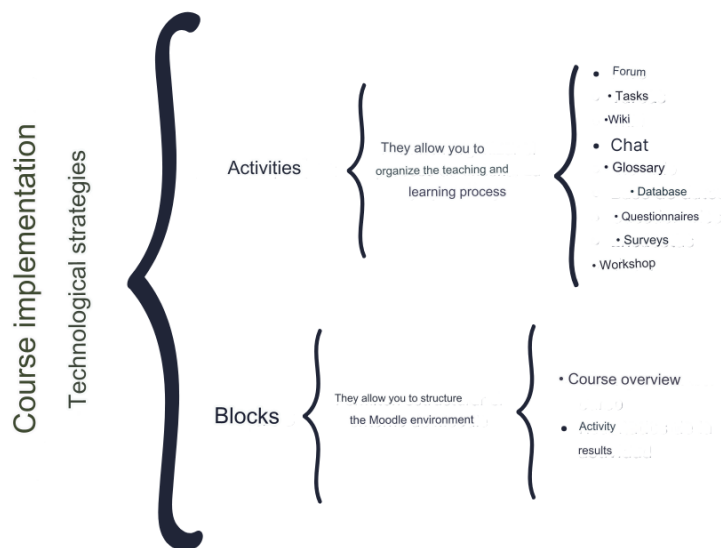 Course implementation
Technological strategies
Activities
They allow you to
organize the teaching and
learning process
• Forum
• Tasks
•Wiki
• Chat
• Glossary
• Database
• Questionnaires
• Surveys
• Workshop
Blocks
They allow you to structure
the Moodle environment
• Course overview
• Activity
results